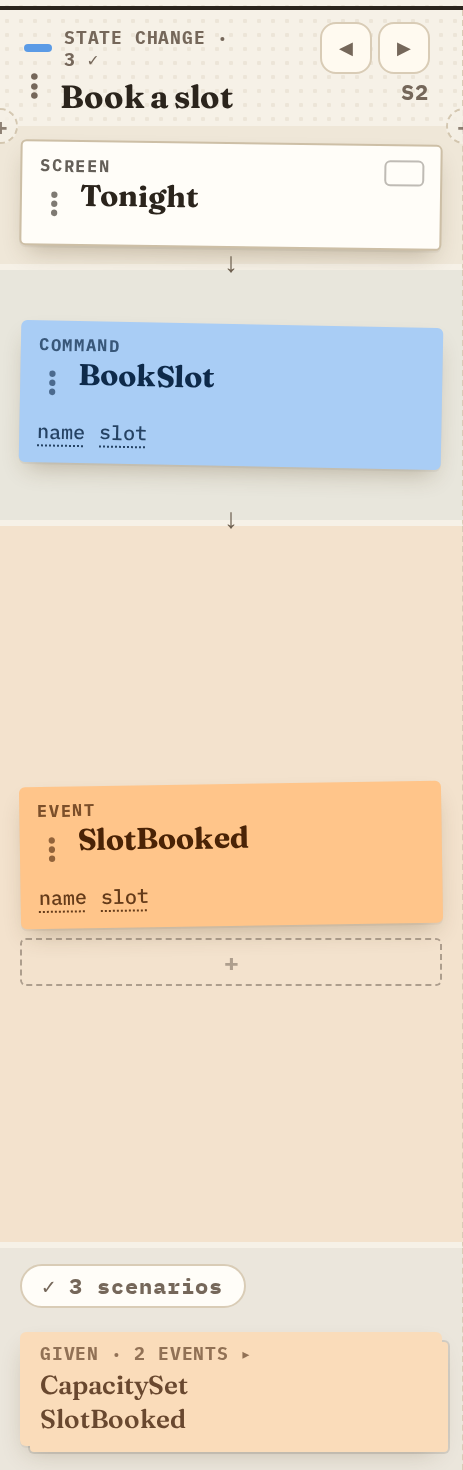 STATE CHANGE ·
3 ✓
◀ ▶
Book a slot
S2
SCREEN
Tonight
↓
COMMAND
BookSlot
name slot
↓
EVENT
SlotBooked
name slot
+
✓ 3 scenarios
GIVEN · 2 EVENTS ▸
CapacitySet
SlotBooked